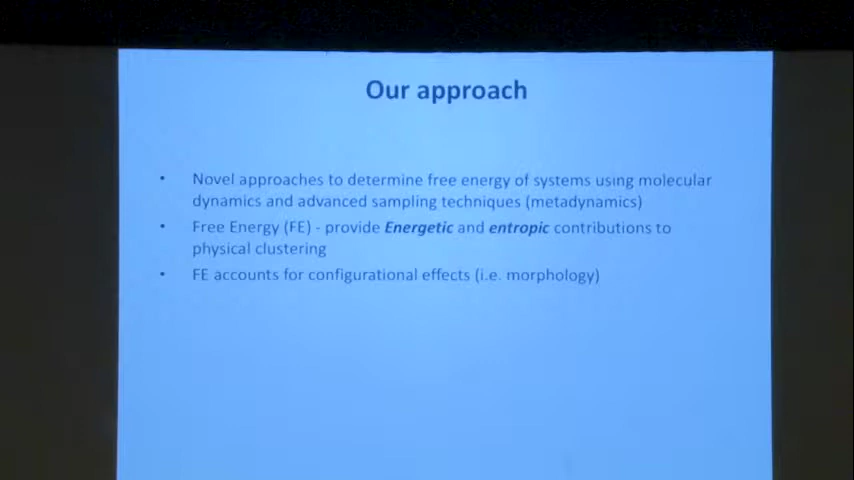 Our approach
• Novel approaches to determine free energy of systems using molecular
dynamics and advanced sampling techniques (metadynamics)
• Free Energy (FE) - provide Energetic and entropic contributions to
physical clustering
• FE accounts for configurational effects (i.e. morphology)